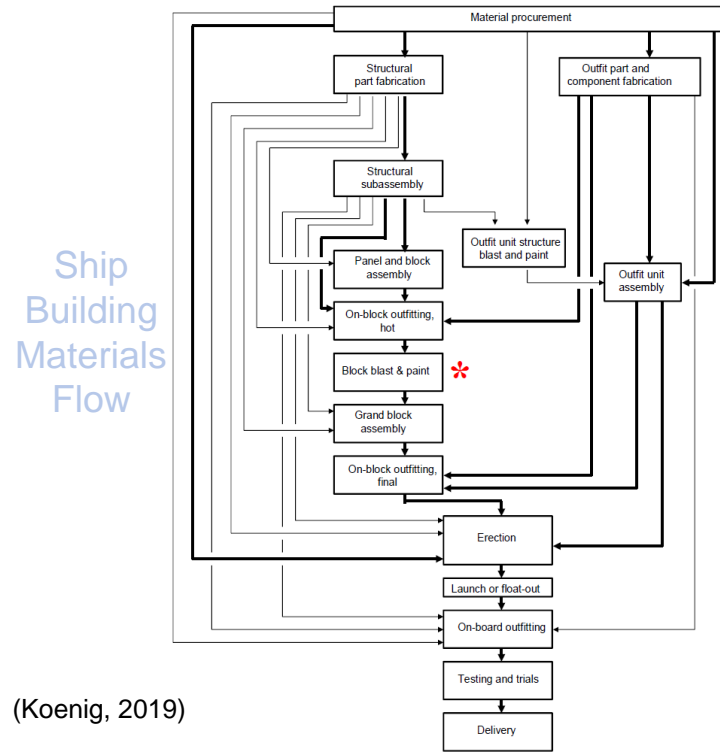 Material procurement
Structural
part fabrication
Outfit part and
component fabrication
Structural
subassembly
Outfit unit structure
blast and paint
Panel and block
assembly
Outfit unit
assembly
Ship
Building
Materials
Flow
On-block outfitting,
hot
Block blast & paint
*
Grand block
assembly
On-block outfitting,
final
Erection
Launch or float-out
On-board outfitting
Testing and trials
Delivery
(Koenig, 2019)